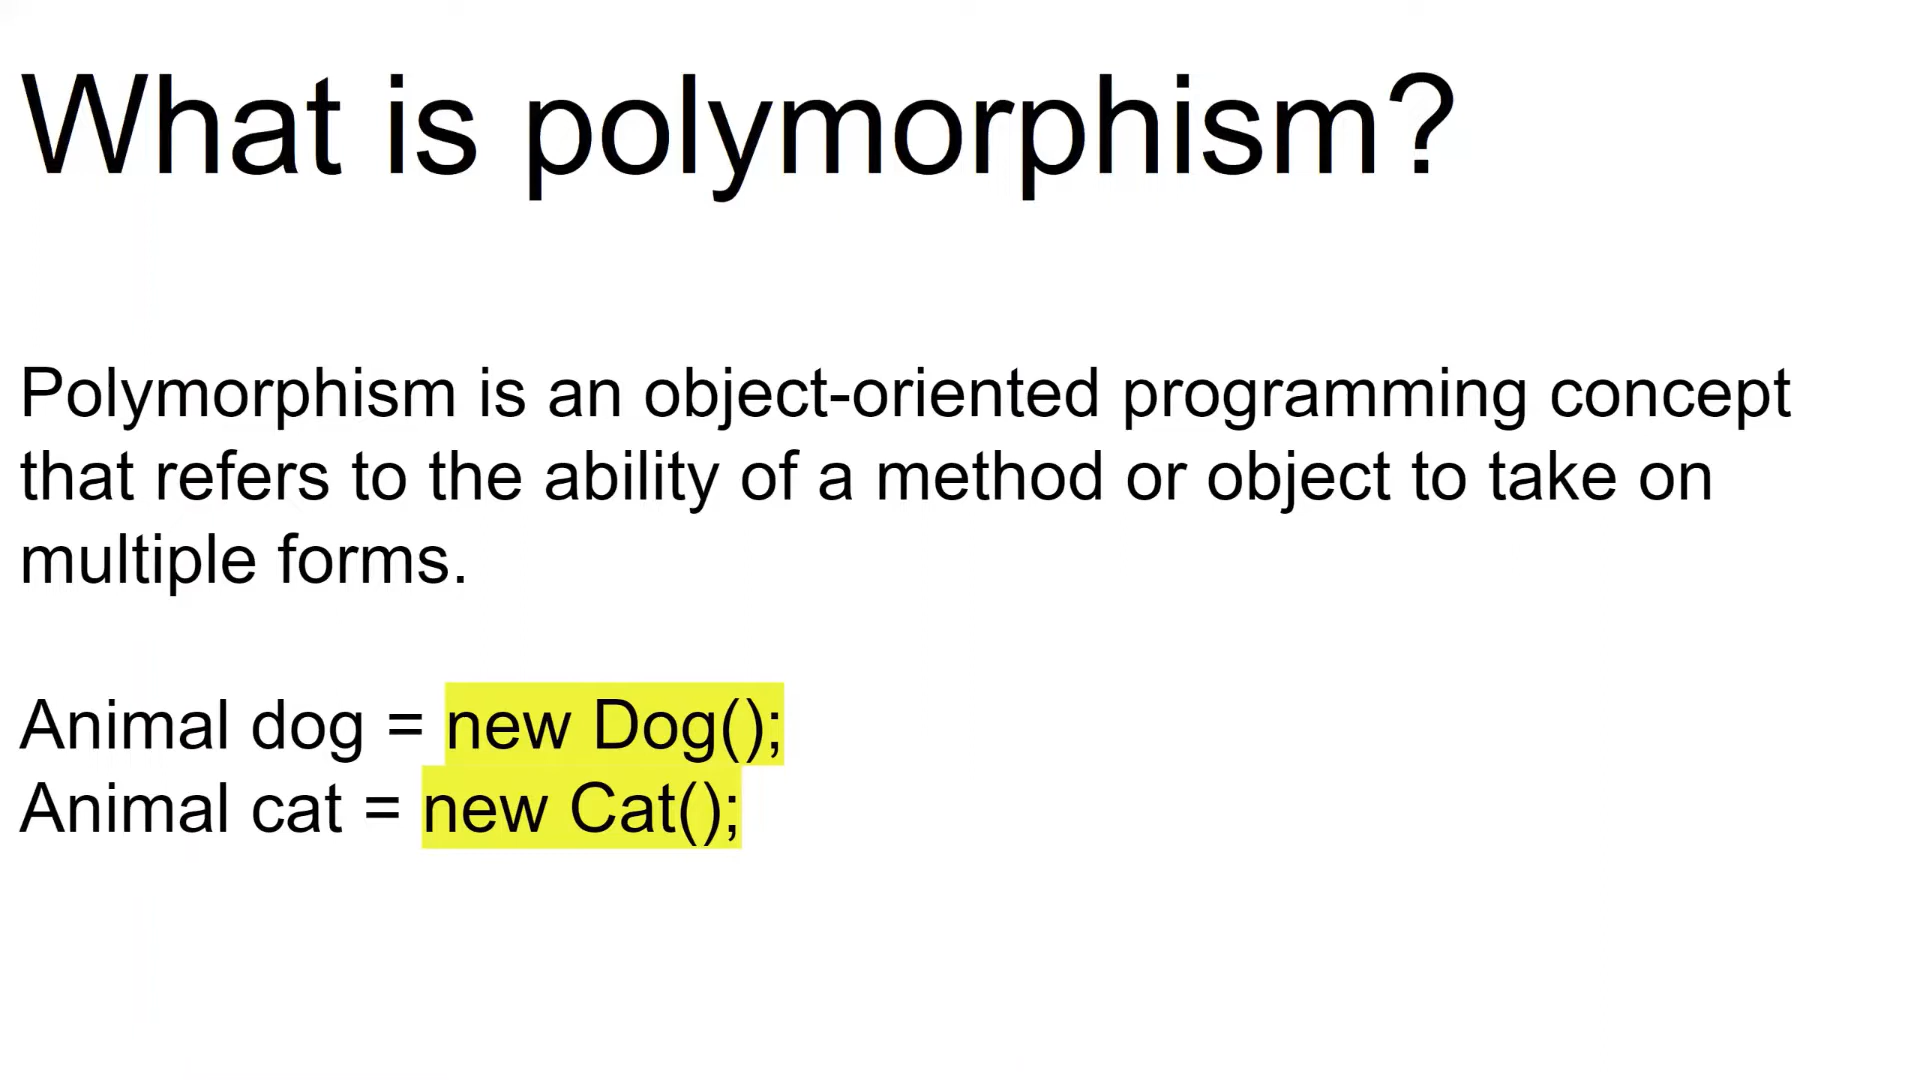 What is polymorphism?
Polymorphism is an object-oriented programming concept
that refers to the ability of a method or object to take on
multiple forms.
Animal dog = new Dog();
Animal cat = new Cat();